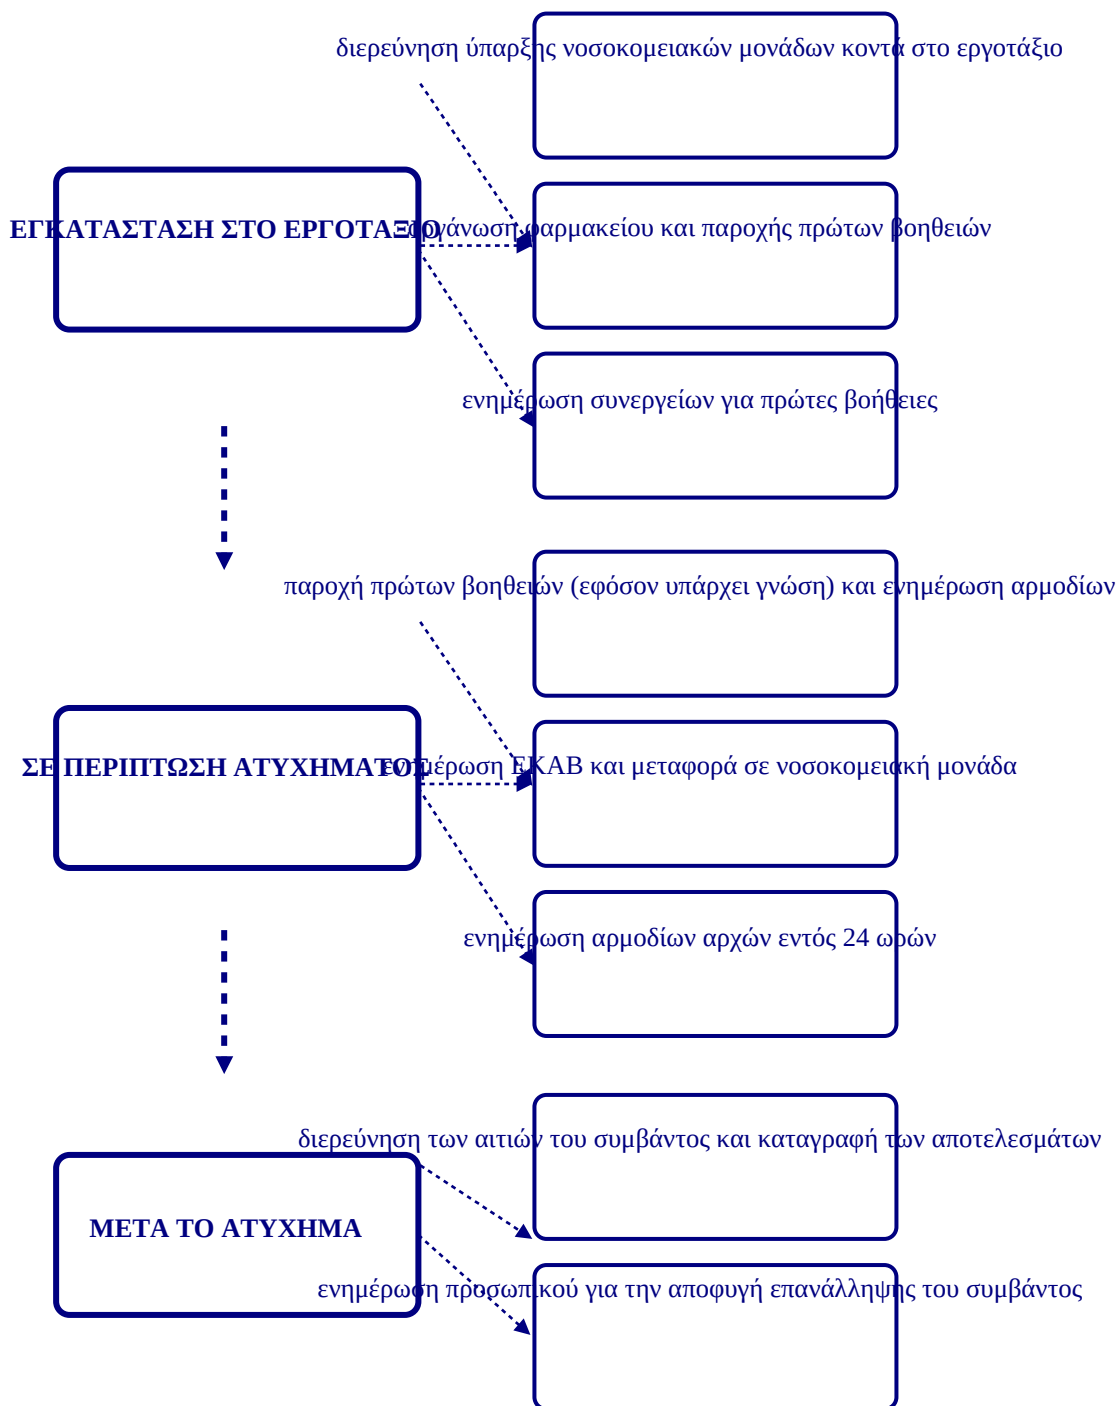 διερεύνηση ύπαρξης νοσοκομειακών μονάδων κοντά στο εργοτάξιο
ΕΓΚΑΤΑΣΤΑΣΗ ΣΤΟ ΕΡΓΟΤΑΞΙΟ
οργάνωση φαρμακείου και παροχής πρώτων βοηθειών
ενημέρωση συνεργείων για πρώτες βοήθειες
παροχή πρώτων βοηθειών (εφόσον υπάρχει γνώση) και ενημέρωση αρμοδίων
ΣΕ ΠΕΡΙΠΤΩΣΗ ΑΤΥΧΗΜΑΤΟΣ
ενημέρωση ΕΚΑΒ και μεταφορά σε νοσοκομειακή μονάδα
ενημέρωση αρμοδίων αρχών εντός 24 ωρών
διερεύνηση των αιτιών του συμβάντος και καταγραφή των αποτελεσμάτων
ΜΕΤΑ ΤΟ ΑΤΥΧΗΜΑ
ενημέρωση προσωπικού για την αποφυγή επανάλληψης του συμβάντος